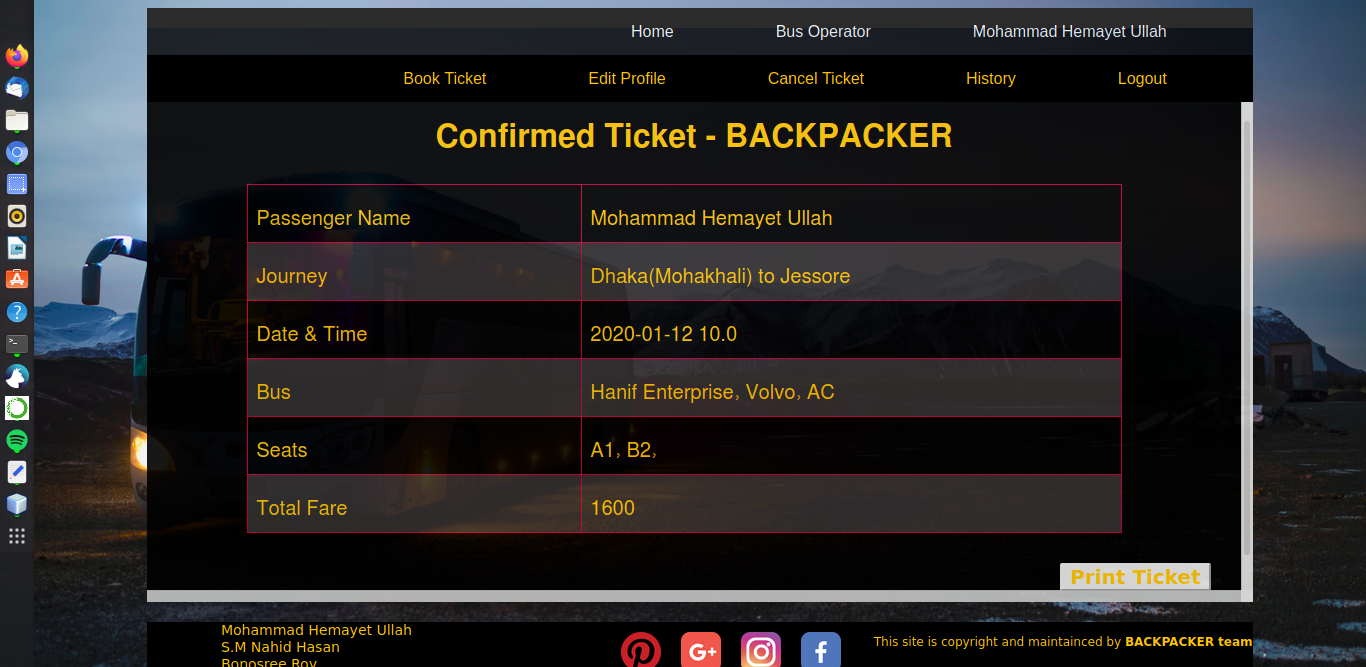 Home Bus Operator Mohammad Hemayet Ullah
Book Ticket Edit Profile Cancel Ticket History Logout
Confirmed Ticket - BACKPACKER
Passenger Name Mohammad Hemayet Ullah
Journey Dhaka(Mohakhali) to Jessore
Date & Time 2020-01-12 10.0
Bus Hanif Enterprise, Volvo, AC
Seats A1, B2,
Total Fare 1600
Print Ticket
Mohammad Hemayet Ullah
S.M Nahid Hasan
Bonosree Roy
This site is copyright and maintainced by BACKPACKER team